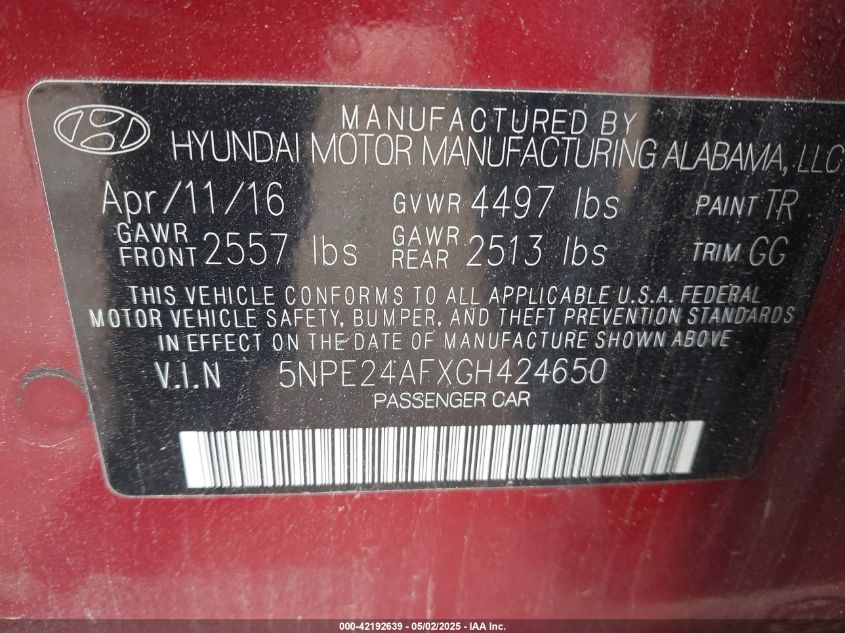 MANUFACTURED BY
HYUNDAI MOTOR MANUFACTURING ALABAMA, LLC
Apr/11/16 GVWR 4497 lbs PAINT TR
GAWR FRONT 2557 lbs GAWR REAR 2513 lbs TRIM GG
THIS VEHICLE CONFORMS TO ALL APPLICABLE U.S.A. FEDERAL
MOTOR VEHICLE SAFETY, BUMPER, AND THEFT PREVENTION STANDARDS
IN EFFECT ON THE DATE OF MANUFACTURE SHOWN ABOVE
V.I.N 5NPE24AFXGH424650
PASSENGER CAR
000-42192639 - 05/02/2025 - IAA Inc.